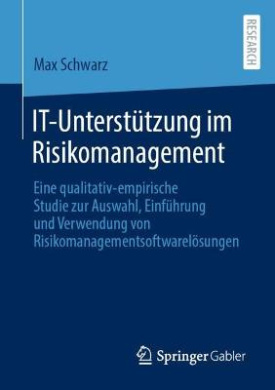 RESEARCH
Max Schwarz
IT-Unterstützung im
Risikomanagement
Eine qualitativ-empirische
Studie zur Auswahl, Einführung
und Verwendung von
Risikomanagementsoftwarelösungen
Springer Gabler